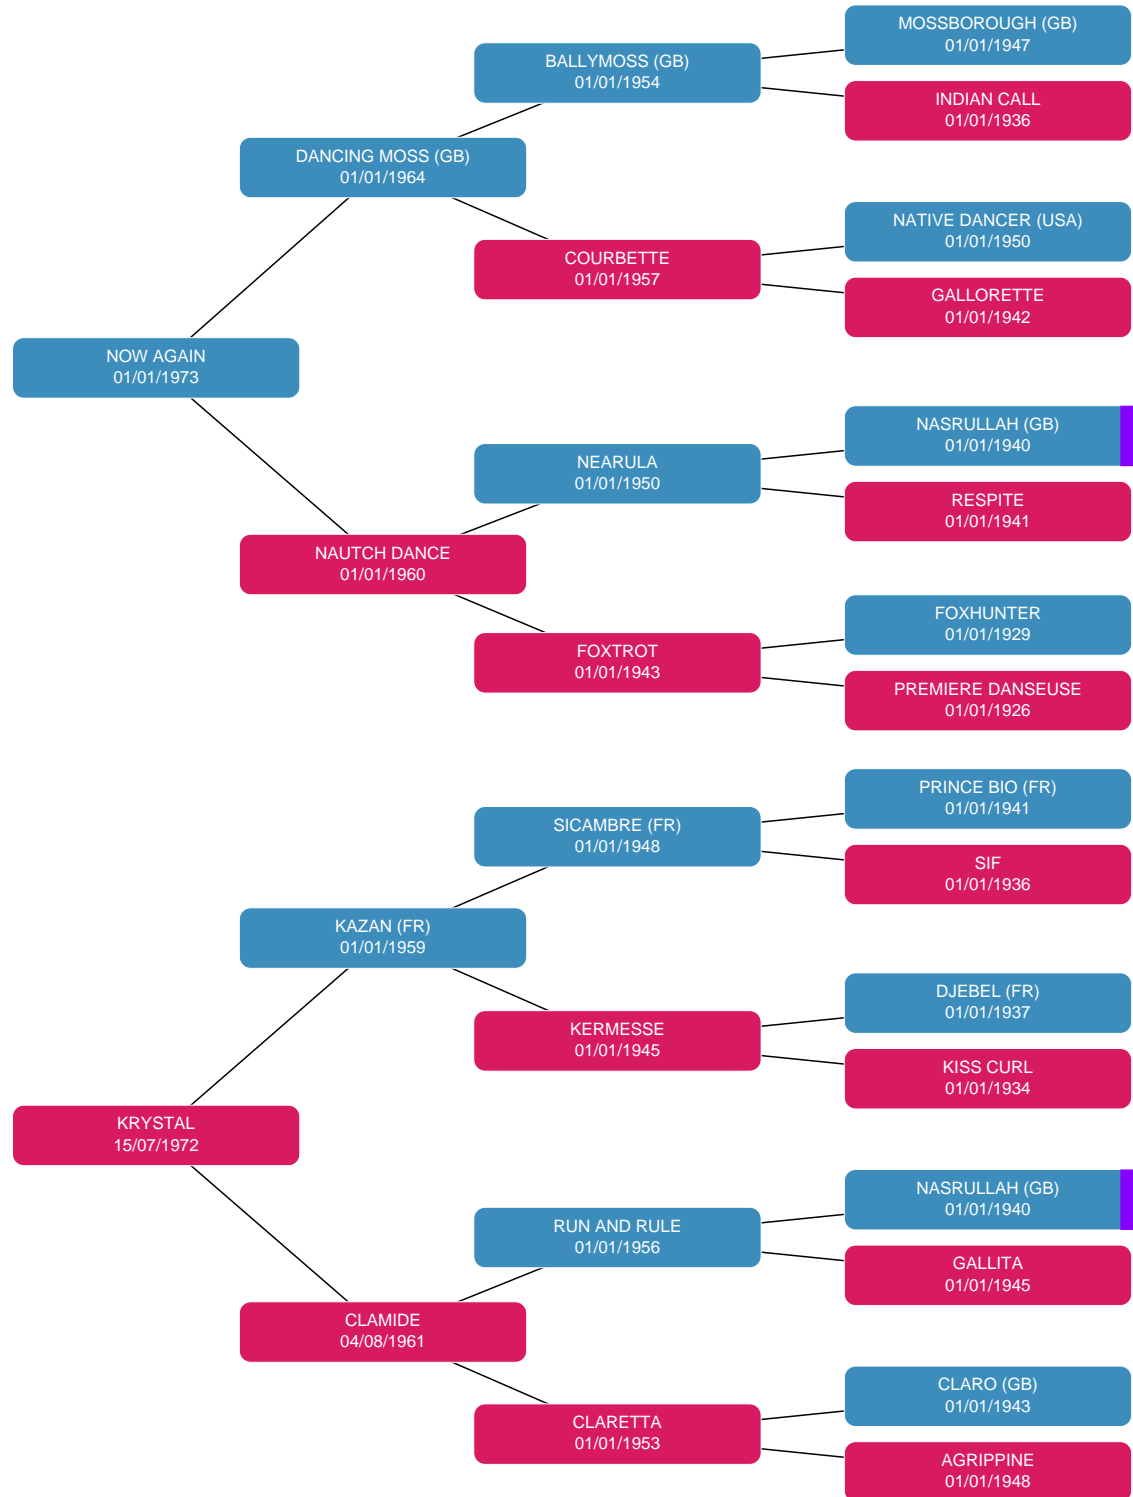 MOSSBOROUGH (GB)
01/01/1947
BALLYMOSS (GB)
01/01/1954
INDIAN CALL
01/01/1936
DANCING MOSS (GB)
01/01/1964
NATIVE DANCER (USA)
01/01/1950
COURBETTE
01/01/1957
GALLORETTE
01/01/1942
NOW AGAIN
01/01/1973
NASRULLAH (GB)
01/01/1940
NEARULA
01/01/1950
RESPITE
01/01/1941
NAUTCH DANCE
01/01/1960
FOXHUNTER
01/01/1929
FOXTROT
01/01/1943
PREMIERE DANSEUSE
01/01/1926
PRINCE BIO (FR)
01/01/1941
SICAMBRE (FR)
01/01/1948
SIF
01/01/1936
KAZAN (FR)
01/01/1959
DJEBEL (FR)
01/01/1937
KERMESSE
01/01/1945
KISS CURL
01/01/1934
KRYSTAL
15/07/1972
NASRULLAH (GB)
01/01/1940
RUN AND RULE
01/01/1956
GALLITA
01/01/1945
CLAMIDE
04/08/1961
CLARO (GB)
01/01/1943
CLARETTA
01/01/1953
AGRIPPINE
01/01/1948